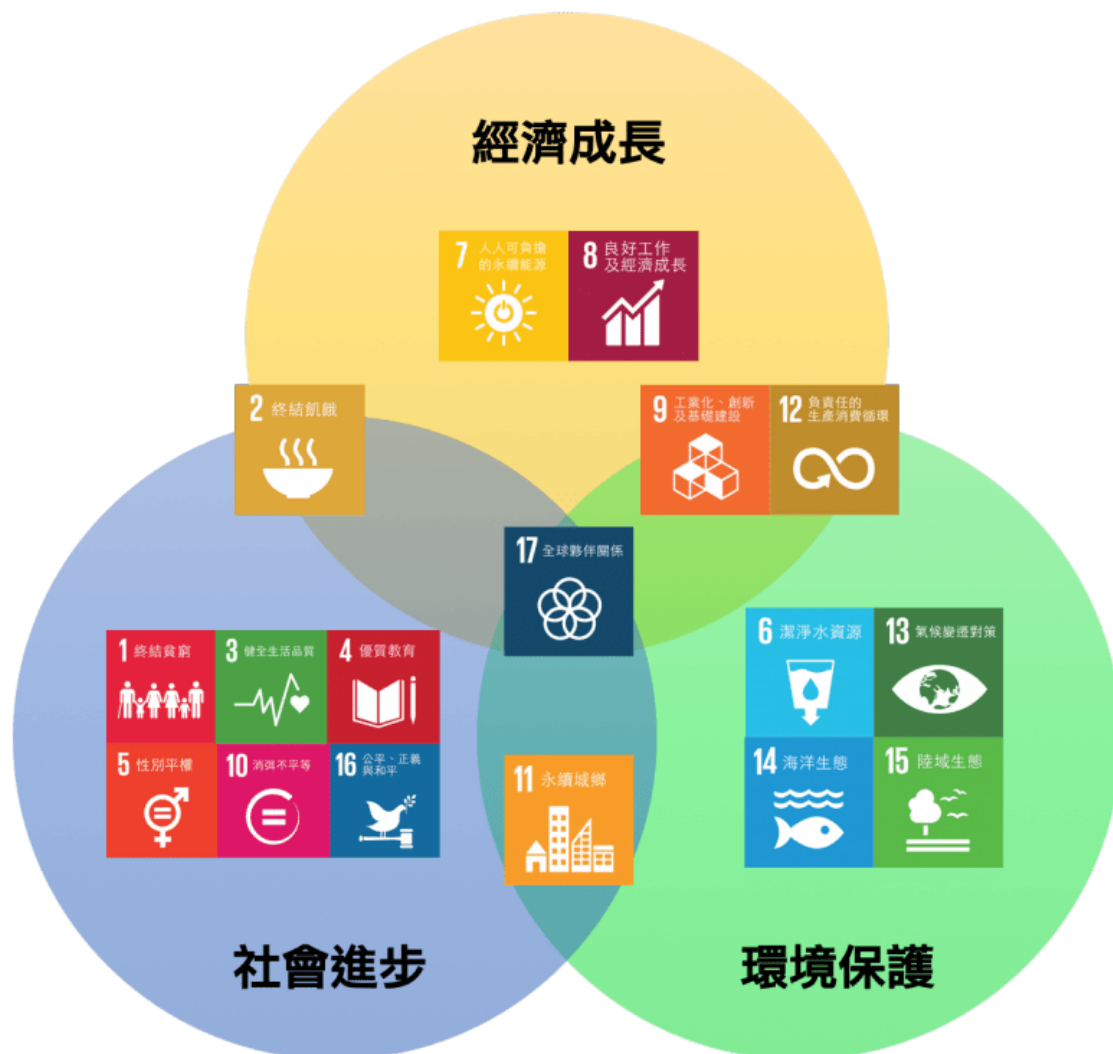 經濟成長
7 人人可負擔
的永續能源
8 良好工作
及經濟成長
2 終結飢餓
9 工業化、創新
及基礎建設
12 負責任的
生產消費循環
17 全球夥伴關係
1 終結貧窮
3 健全生活品質
4 優質教育
5 性別平權
10 消弭不平等
16 公平、正義
與和平
6 潔淨水資源
13 氣候變遷對策
14 海洋生態
15 陸域生態
11 永續城鄉
社會進步
環境保護